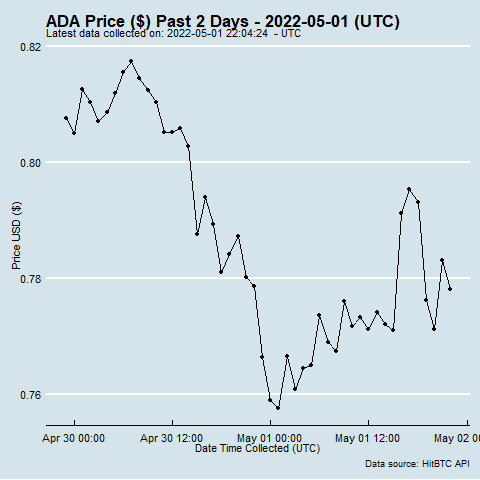 ADA Price ($) Past 2 Days - 2022-05-01 (UTC)
Latest data collected on: 2022-05-01 22:04:24 - UTC
0.82
0.80
0.78
0.76
Price USD ($)
Apr 30 00:00
Apr 30 12:00
May 01 00:00
May 01 12:00
May 02 0
Date Time Collected (UTC)
Data source: HitBTC API